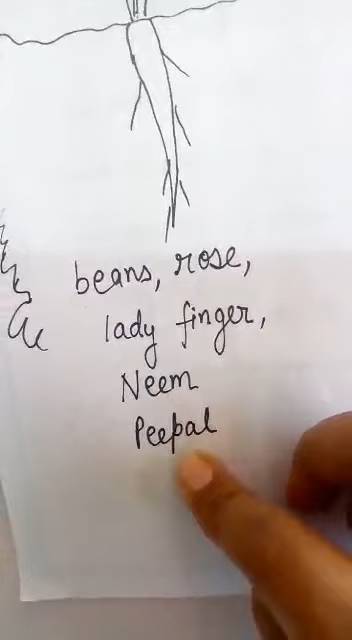 beans, rose,
lady finger,
Neem
Peepal